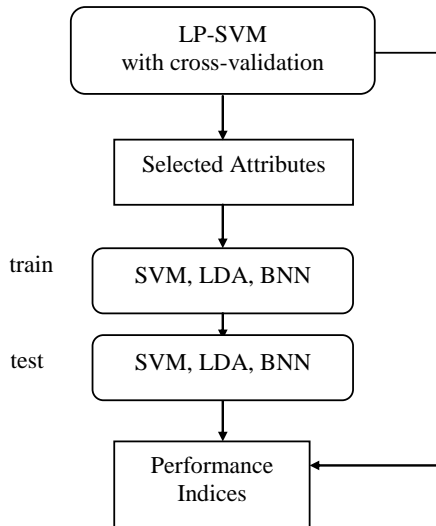 LP-SVM
with cross-validation
Selected Attributes
train
SVM, LDA, BNN
test
SVM, LDA, BNN
Performance
Indices